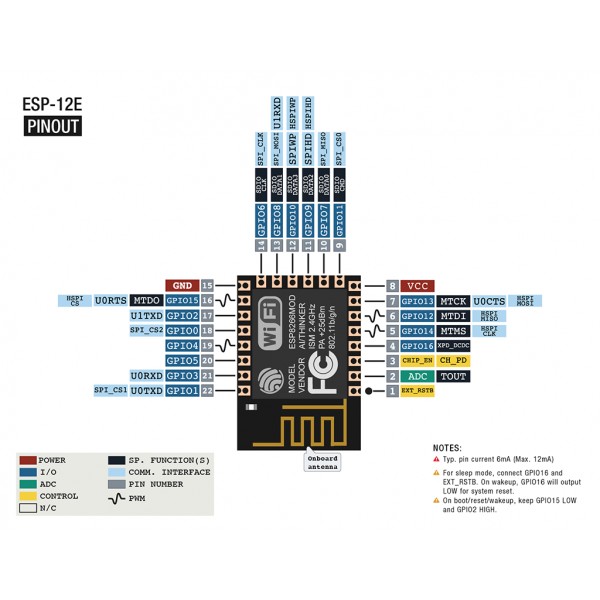 ESP-12E
PINOUT
SPI_CLK
SPI_MOSI
U1RXD
HSPIWP
HSPIHD
SPI_MISO
SPI_CS0
SDIO
CLK
SDIO
DATA1
SPIWP
SDIO
DATA3
SPIHD
SDIO
DATA2
SDIO
DATA0
SDIO
CMD
GPIO6
GPIO8
GPIO10
GPIO9
GPIO7
GPIO11
14
13
12
11
10
9
GND 15
HSPI
CS
U0RTS MTDO GPIO15 16
U1TXD GPIO2 17
SPI_CS2 GPIO0 18
GPIO4 19
GPIO5 20
U0RXD GPIO3 21
SPI_CS1 U0TXD GPIO1 22
8 VCC
7 GPIO13 MTCK U0CTS
HSPI
MOSI
6 GPIO12 MTDI
HSPI
MISO
5 GPIO14 MTMS
HSPI
CLK
4 GPIO16 XPD_DCDC
3 CHIP_EN CH_PD
2 ADC TOUT
1 EXT_RSTB
WiFi
MODEL ESP8266MOD
VENDOR AI/THINKER
ISM 2.4GHz
PA +25dBm
802.11b/g/n
FC
Onboard
antenna
POWER
I/O
ADC
CONTROL
N/C
SP. FUNCTION(S)
COMM. INTERFACE
PIN NUMBER
PWM
NOTES:
Typ. pin current 6mA (Max. 12mA)
For sleep mode, connect GPIO16 and
EXT_RSTB. On wakeup, GPIO16 will output
LOW for system reset.
On boot/reset/wakeup, keep GPIO15 LOW
and GPIO2 HIGH.